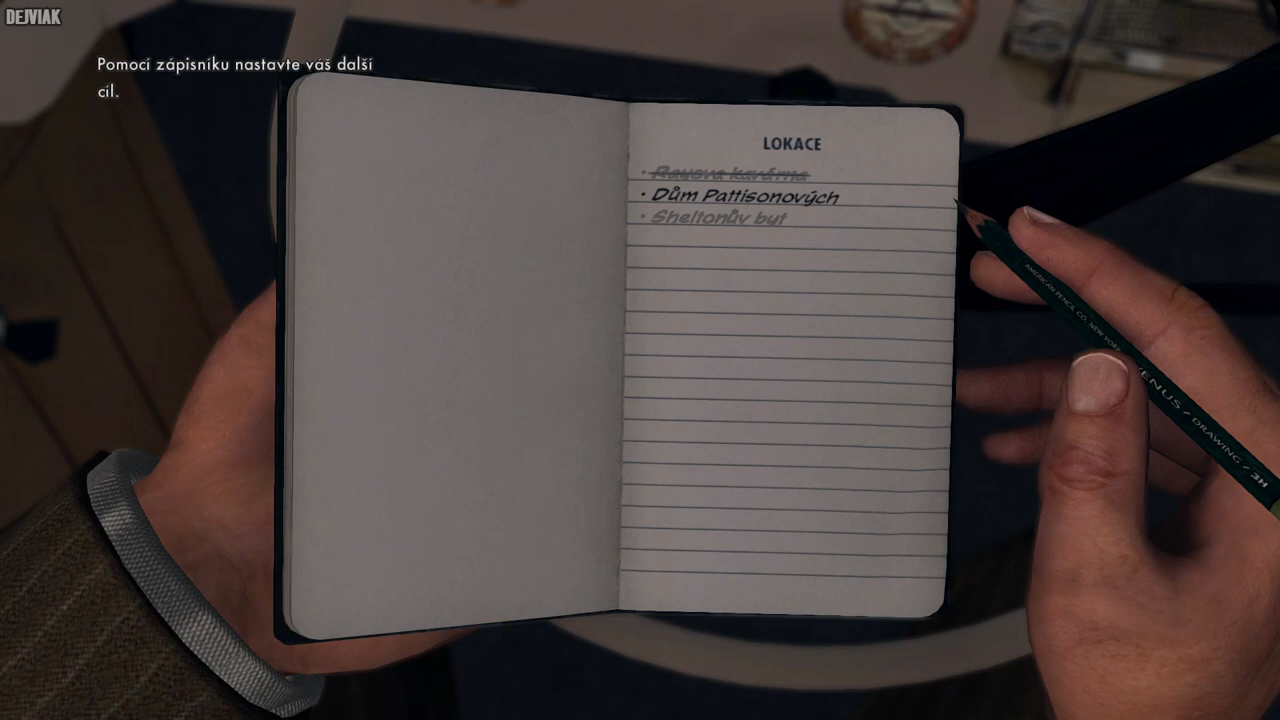 DEJVIAK
Pomocí zápisníku nastavte váš další
cíl.
LOKACE
• Rayova kavárna
• Dům Pattisonových
• Sheltonův byt
AMERICAN PENCIL CO. NEW YORK
VENUS / DRAWING / 3H